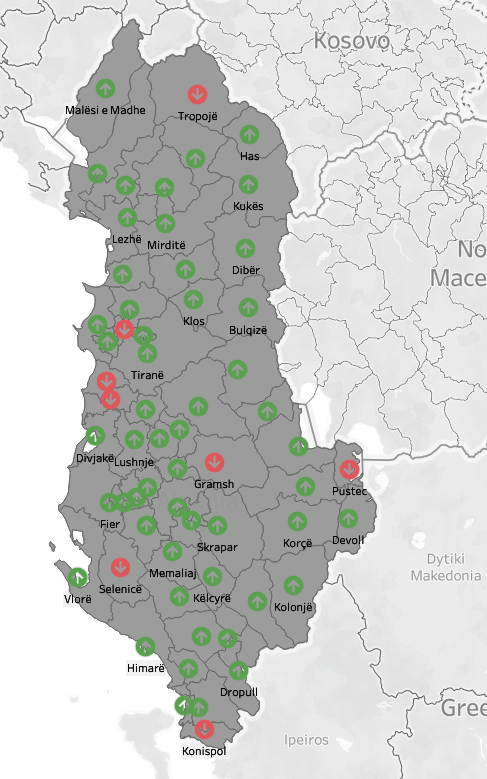 Kosovo
Malësi e Madhe
Tropojë
Has
Kukës
Lezhë
Mirditë
Dibër
No
Mace
Klos
Bulqizë
Tiranë
Divjakë
Lushnje
Gramsh
Pustec
Fier
Skrapar
Korçë
Devoll
Memaliaj
Dytiki
Makedonia
Selenicë
Vlorë
Këlcyrë
Kolonjë
Himarë
Dropull
Gree
Ipeiros
Konispol